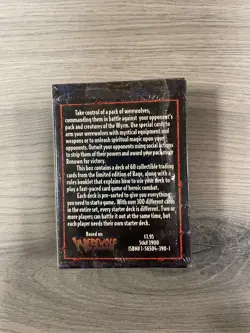 Take control of a pack of werewolves,
commanding them in battle against your opponent's
pack and creatures of the Wyrm. Use special cards to
arm your werewolves with mystical equipment and
weapons or to unleash spiritual magic upon your
opponents. Outwit your opponents using social actions
to strip them of their powers and award your pack
Renown for victory.
This box contains a deck of 60 collectible trading
cards from the limited edition of Rage, along with a
rules booklet that explains how to use your deck to
play a fast-paced card game of heroic combat.
Each deck is pre-sorted to give you everything
you need to start a game. With over 300 different cards
in the entire set, every starter deck is different. Two or
more players can battle it out at the same time, but
each player needs their own starter deck.
Based on
WEREWOLF
$7.95
Stk# 3900
ISBN# 1-56504-390-1